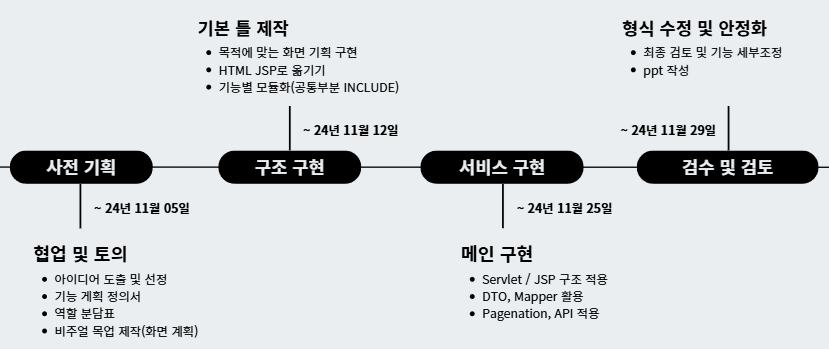 기본 틀 제작
• 목적에 맞는 화면 기획 구현
• HTML JSP로 옮기기
• 기능별 모듈화(공통부분 INCLUDE)
~ 24년 11월 12일
형식 수정 및 안정화
• 최종 검토 및 기능 세부조정
• ppt 작성
~ 24년 11월 29일
사전 기획
구조 구현
서비스 구현
검수 및 검토
~ 24년 11월 05일
협업 및 토의
• 아이디어 도출 및 선정
• 기능 계획 정의서
• 역할 분담표
• 비주얼 목업 제작(화면 계획)
~ 24년 11월 25일
메인 구현
• Servlet / JSP 구조 적용
• DTO, Mapper 활용
• Pagenation, API 적용